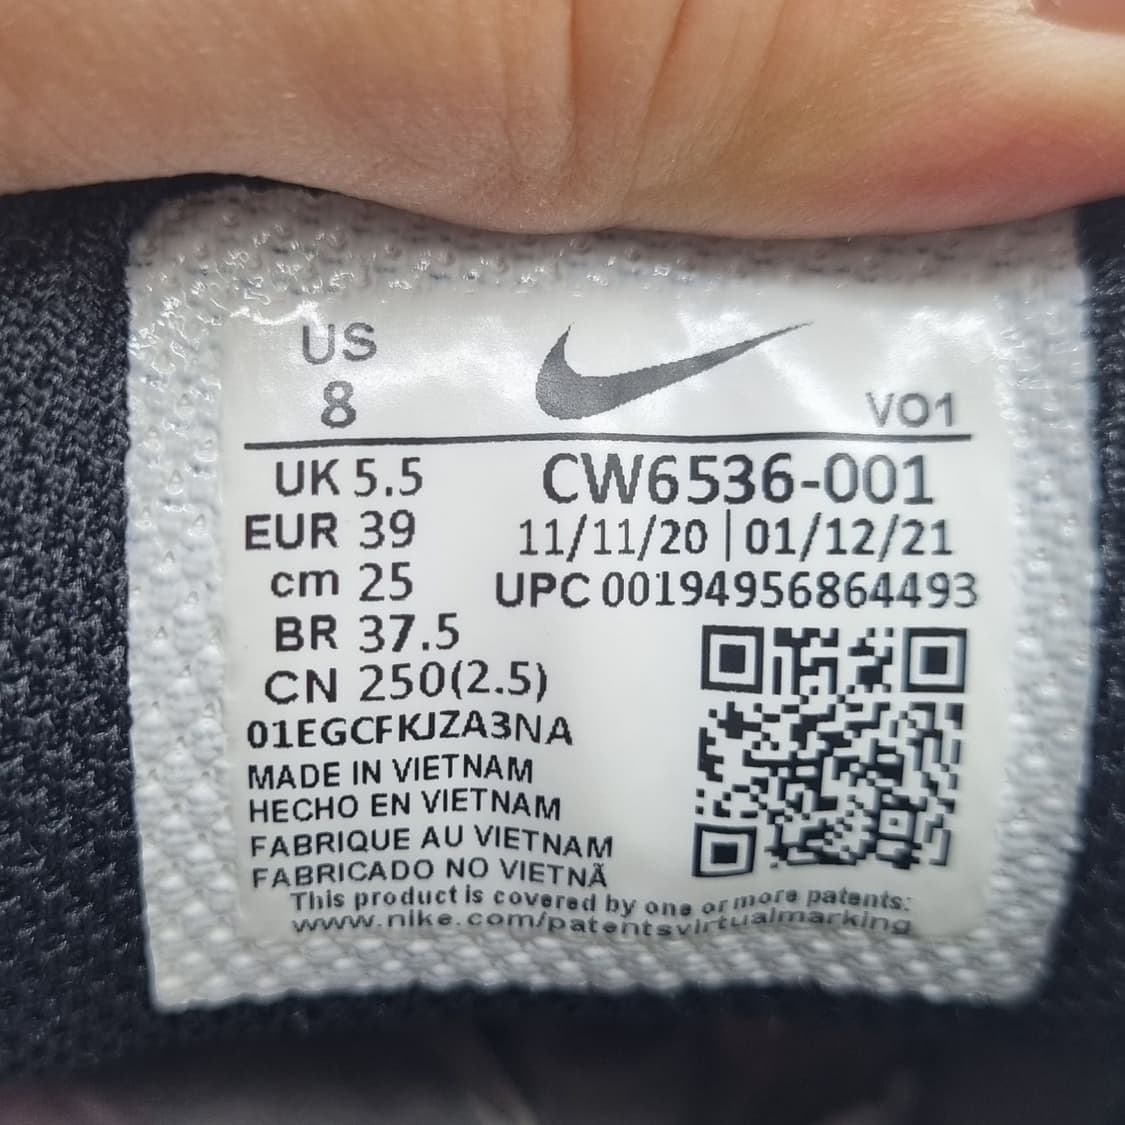 US
8
VO1
UK 5.5
EUR 39
cm 25
BR 37.5
CN 250(2.5)
CW6536-001
11/11/20 | 01/12/21
UPC 00194956864493
01EGCFKJZA3NA
MADE IN VIETNAM
HECHO EN VIETNAM
FABRIQUE AU VIETNAM
FABRICADO NO VIETNÃ
This product is covered by one or more patents:
www.nike.com/patentsvirtualmarking